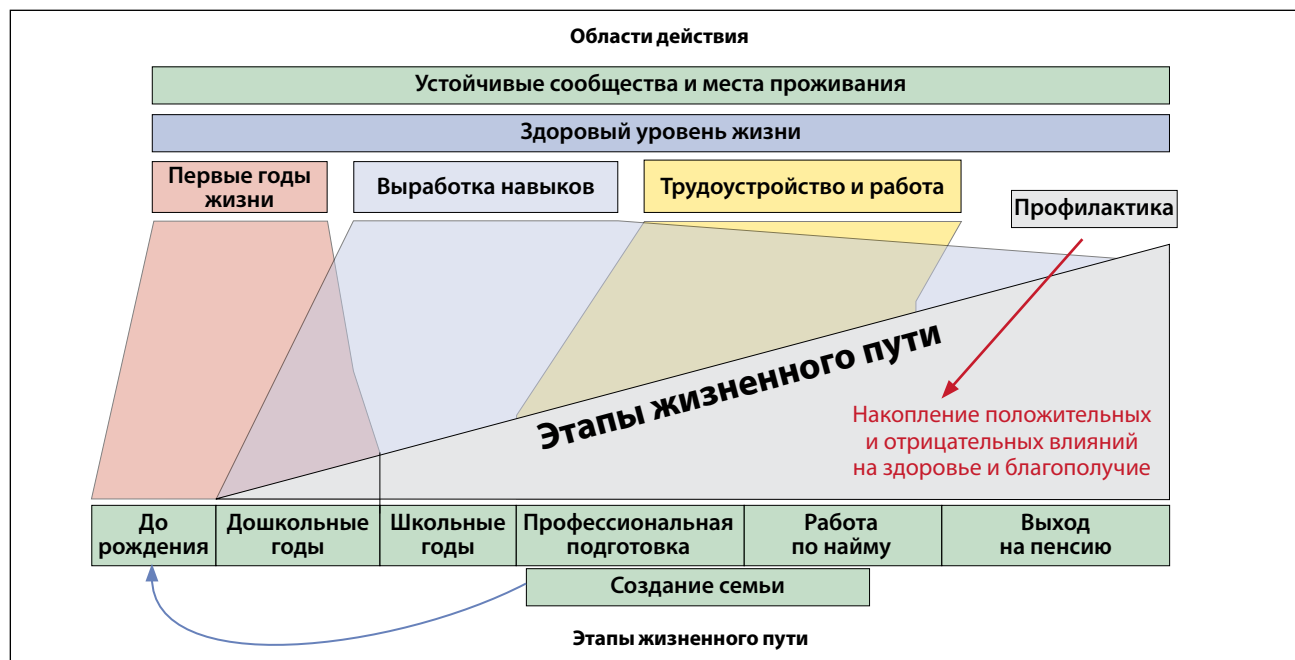 Области действия
Устойчивые сообщества и места проживания
Здоровый уровень жизни
Первые годы
жизни
Выработка навыков
Трудоустройство и работа
Профилактика
Этапы жизненного пути
Накопление положительных
и отрицательных влияний
на здоровье и благополучие
До
рождения
Дошкольные
годы
Школьные
годы
Профессиональная
подготовка
Работа
по найму
Выход
на пенсию
Создание семьи
Этапы жизненного пути